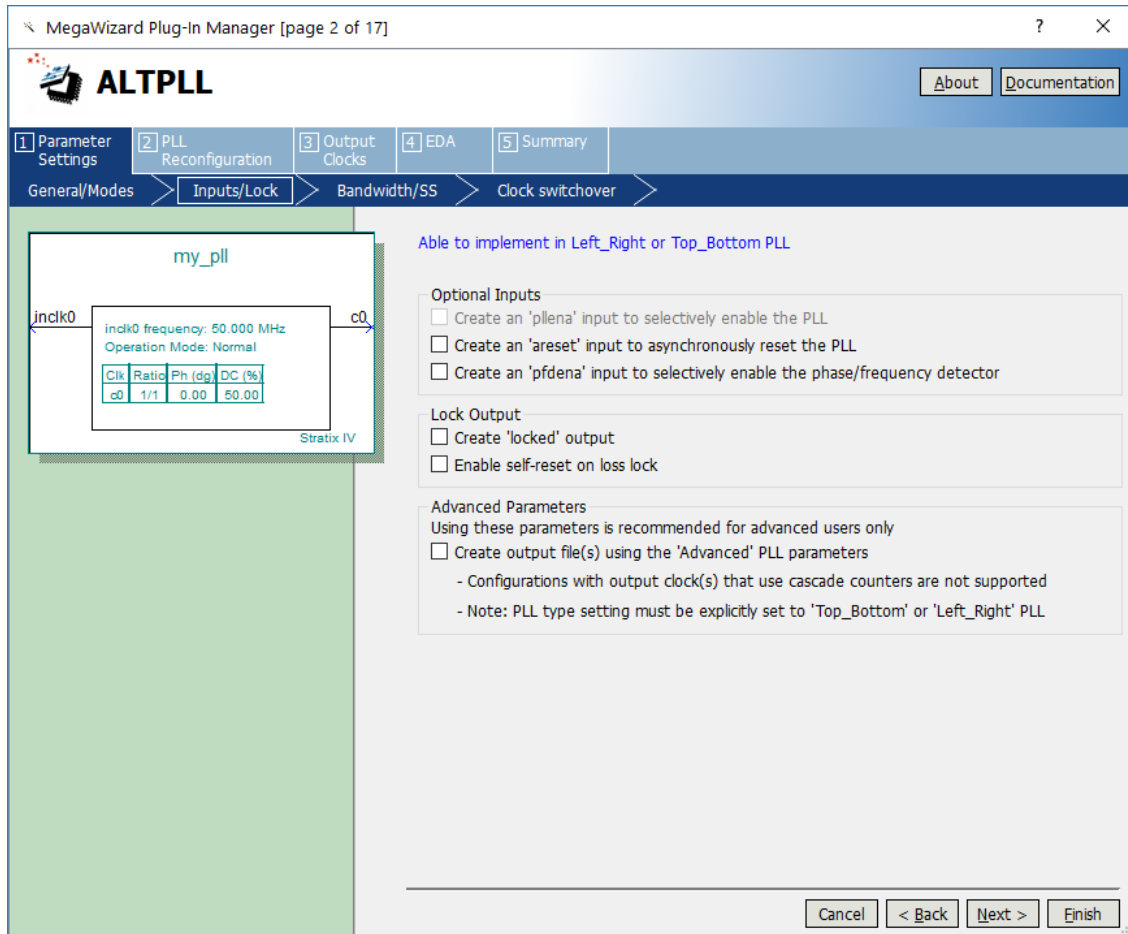 MegaWizard Plug-In Manager [page 2 of 17]
?
ALTPLL
About
Documentation
1 Parameter Settings
2 PLL Reconfiguration
3 Output Clocks
4 EDA
5 Summary
General/Modes
Inputs/Lock
Bandwidth/SS
Clock switchover
my_pll
inclk0
c0
inclk0 frequency: 50.000 MHz
Operation Mode: Normal
Clk Ratio Ph (dg) DC (%)
c0 1/1 0.00 50.00
Stratix IV
Able to implement in Left_Right or Top_Bottom PLL
Optional Inputs
Create an 'pllena' input to selectively enable the PLL
Create an 'areset' input to asynchronously reset the PLL
Create an 'pfdena' input to selectively enable the phase/frequency detector
Lock Output
Create 'locked' output
Enable self-reset on loss lock
Advanced Parameters
Using these parameters is recommended for advanced users only
Create output file(s) using the 'Advanced' PLL parameters
- Configurations with output clock(s) that use cascade counters are not supported
- Note: PLL type setting must be explicitly set to 'Top_Bottom' or 'Left_Right' PLL
Cancel
< Back
Next >
Finish